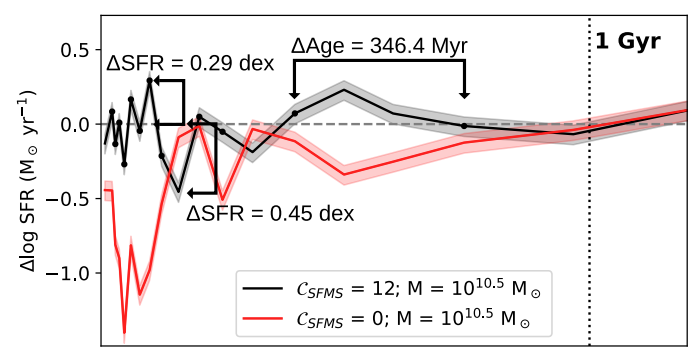 ΔAge = 346.4 Myr
1 Gyr
ΔSFR = 0.29 dex
ΔSFR = 0.45 dex
Δlog SFR (M⊙ yr⁻¹)
0.5
0.0
−0.5
−1.0
𝒞SFMS = 12; M = 10^10.5 M⊙
𝒞SFMS = 0; M = 10^10.5 M⊙